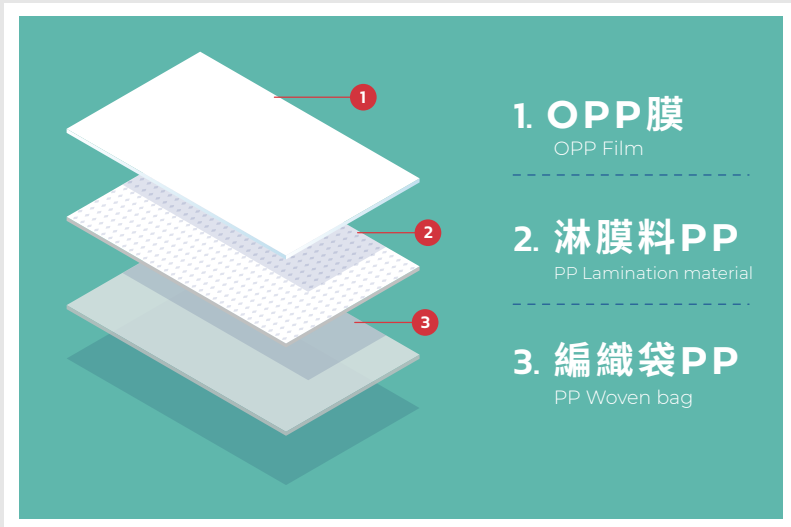 1
2
3
1. OPP膜
OPP Film
2. 淋膜料PP
PP Lamination material
3. 編織袋PP
PP Woven bag